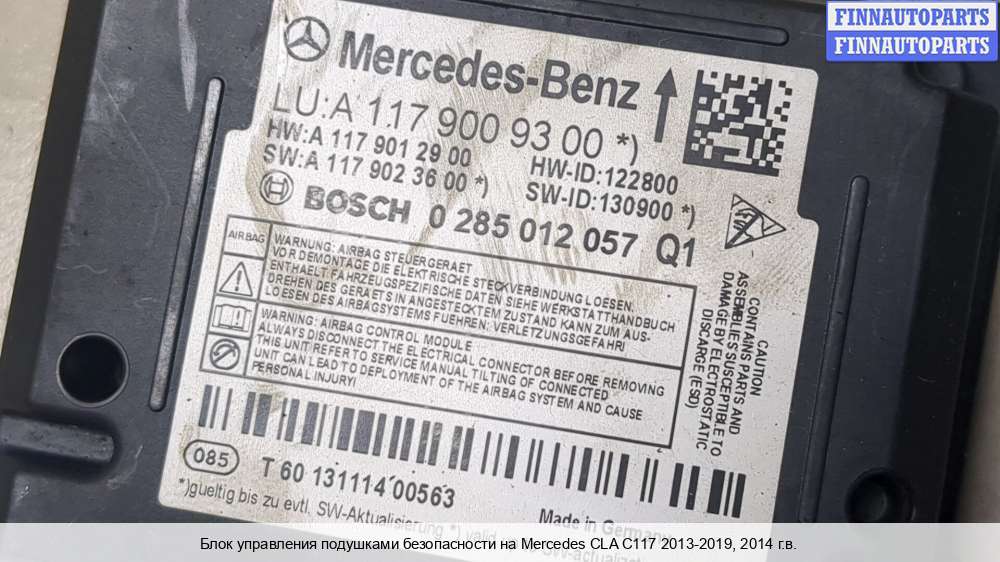 FINNAUTOPARTS
FINNAUTOPARTS
Mercedes-Benz
LU:A 117 900 93 00 *)
HW:A 117 901 29 00 HW-ID:122800
SW:A 117 902 36 00 *) SW-ID:130900 *)
BOSCH 0 285 012 057 Q1
AIRBAG
WARNUNG: AIRBAG STEUERGERAET
VOR DEMONTAGE DIE ELEKTRISCHE STECKVERBINDUNG LOESEN.
ENTHAELT FAHRZEUGSPEZIFISCHE DATEN SIEHE WERKSTATTHANDBUCH
DREHEN DES GERAETS IN ANGESTECKTEM ZUSTAND KANN ZUM AUS-
LOESEN DES AIRBAGSYSTEMS FUEHREN: VERLETZUNGSGEFAHR!
WARNING: AIRBAG CONTROL MODULE
ALWAYS DISCONNECT THE ELECTRICAL CONNECTOR BEFORE REMOVING
THIS UNIT REFER TO SERVICE MANUAL TILTING OF CONNECTED
UNIT CAN LEAD TO DEPLOYMENT OF THE AIRBAG SYSTEM AND CAUSE
PERSONAL INJURY!
CAUTION
CONTAINS PARTS AND
ASSEMBLIES SUSCEPTIBLE TO
DAMAGE BY ELECTROSTATIC
DISCHARGE (ESD)
085
T 60 131114 00563
Made in Germany
*)gueltig bis zu evtl. SW-Aktualisierung *) valid
Блок управления подушками безопасности на Mercedes CLA C117 2013-2019, 2014 г.в.